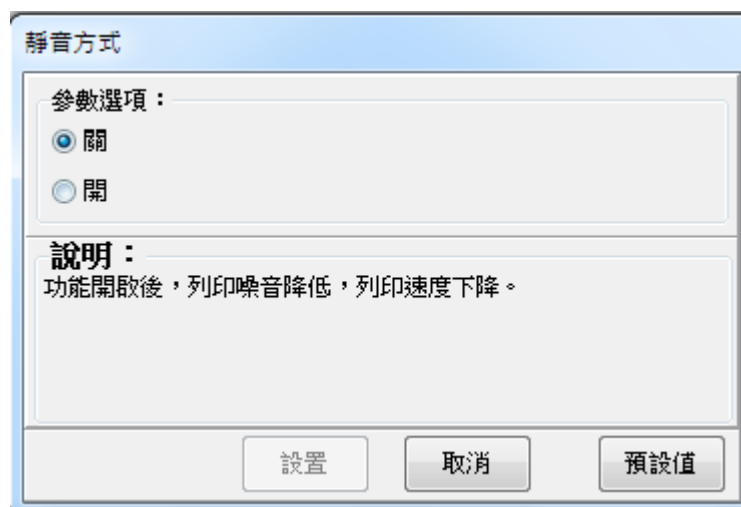 靜音方式
參數選項：
關
開
說明：
功能開啟後，列印噪音降低，列印速度下降。
設置
取消
預設值